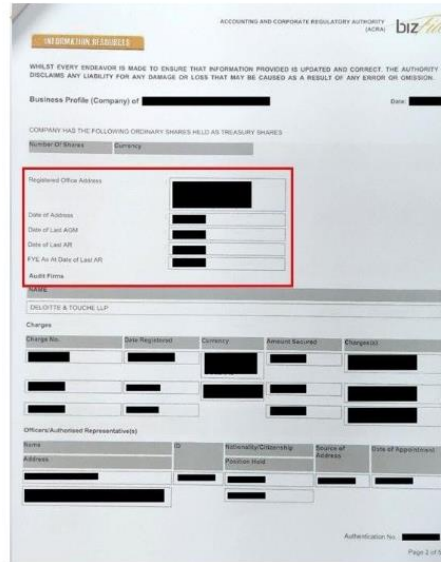 ACCOUNTING AND CORPORATE REGULATORY AUTHORITY
(ACRA)
bizFile
INFORMATION RESOURCES
WHILST EVERY ENDEAVOR IS MADE TO ENSURE THAT INFORMATION PROVIDED IS UPDATED AND CORRECT. THE AUTHORITY
DISCLAIMS ANY LIABILITY FOR ANY DAMAGE OR LOSS THAT MAY BE CAUSED AS A RESULT OF ANY ERROR OR OMISSION.
Business Profile (Company) of
Date:
COMPANY HAS THE FOLLOWING ORDINARY SHARES HELD AS TREASURY SHARES
Number Of Shares Currency
Registered Office Address
Date of Address
Date of Last AGM
Date of Last AR
FYE As At Date of Last AR
Audit Firms
NAME
DELOITTE & TOUCHE LLP
Charges
Charge No. Date Registered Currency Amount Secured Chargee(s)
Officers/Authorised Representative(s)
Name ID Nationality/Citizenship Source of Address Date of Appointment
Address Position Held
Authentication No.
Page 2 of